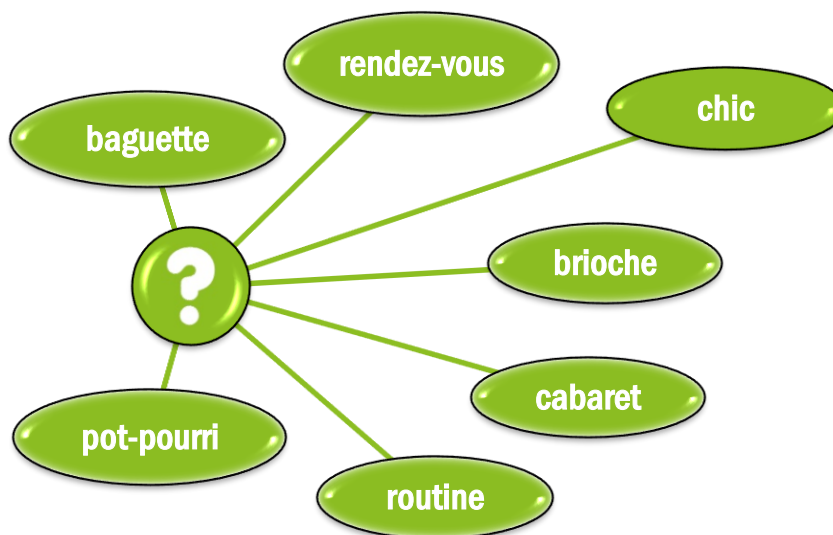 rendez-vous
chic
baguette
brioche
?
cabaret
pot-pourri
routine